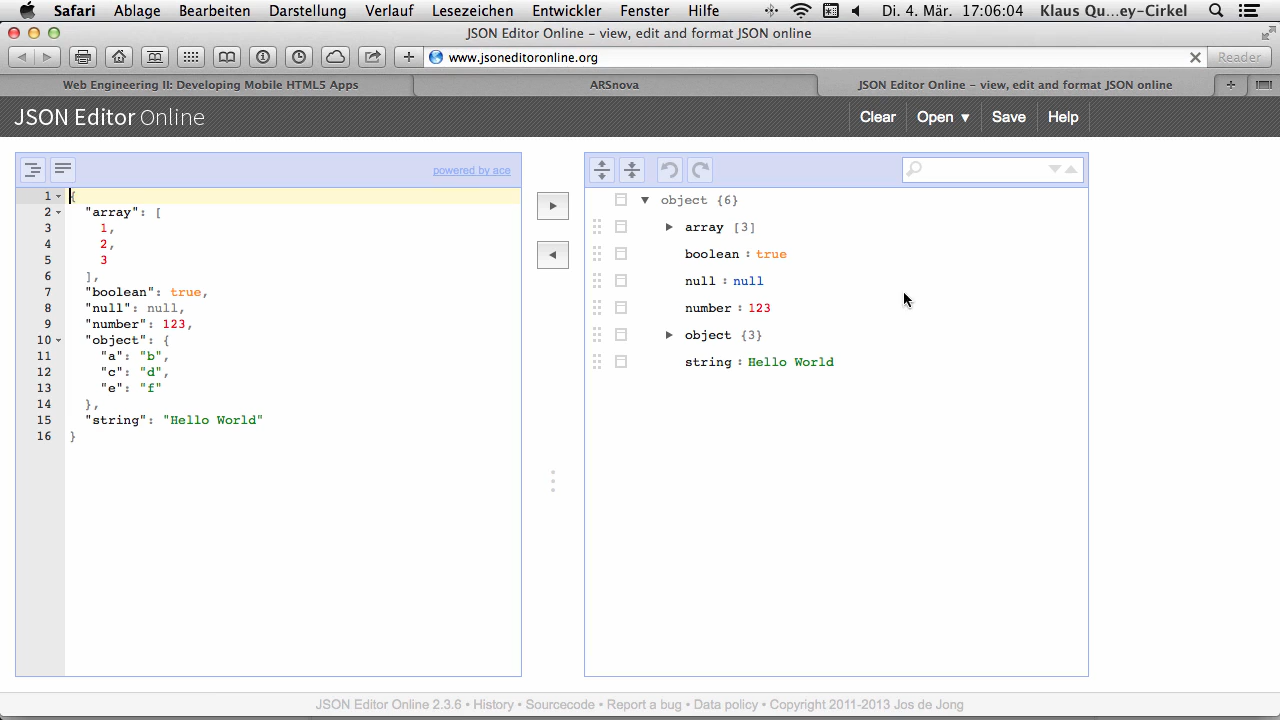 Safari Ablage Bearbeiten Darstellung Verlauf Lesezeichen Entwickler Fenster Hilfe Di. 4. Mär. 17:06:04 Klaus Qu...ey-Cirkel
JSON Editor Online – view, edit and format JSON online
www.jsoneditoronline.org Reader
Web Engineering II: Developing Mobile HTML5 Apps ARSnova JSON Editor Online – view, edit and format JSON online
JSON Editor Online Clear Open ▼ Save Help
powered by ace
1 {
2 "array": [
3 1,
4 2,
5 3
6 ],
7 "boolean": true,
8 "null": null,
9 "number": 123,
10 "object": {
11 "a": "b",
12 "c": "d",
13 "e": "f"
14 },
15 "string": "Hello World"
16 }
object {6}
array [3]
boolean : true
null : null
number : 123
object {3}
string : Hello World
JSON Editor Online 2.3.6 • History • Sourcecode • Report a bug • Data policy • Copyright 2011-2013 Jos de Jong